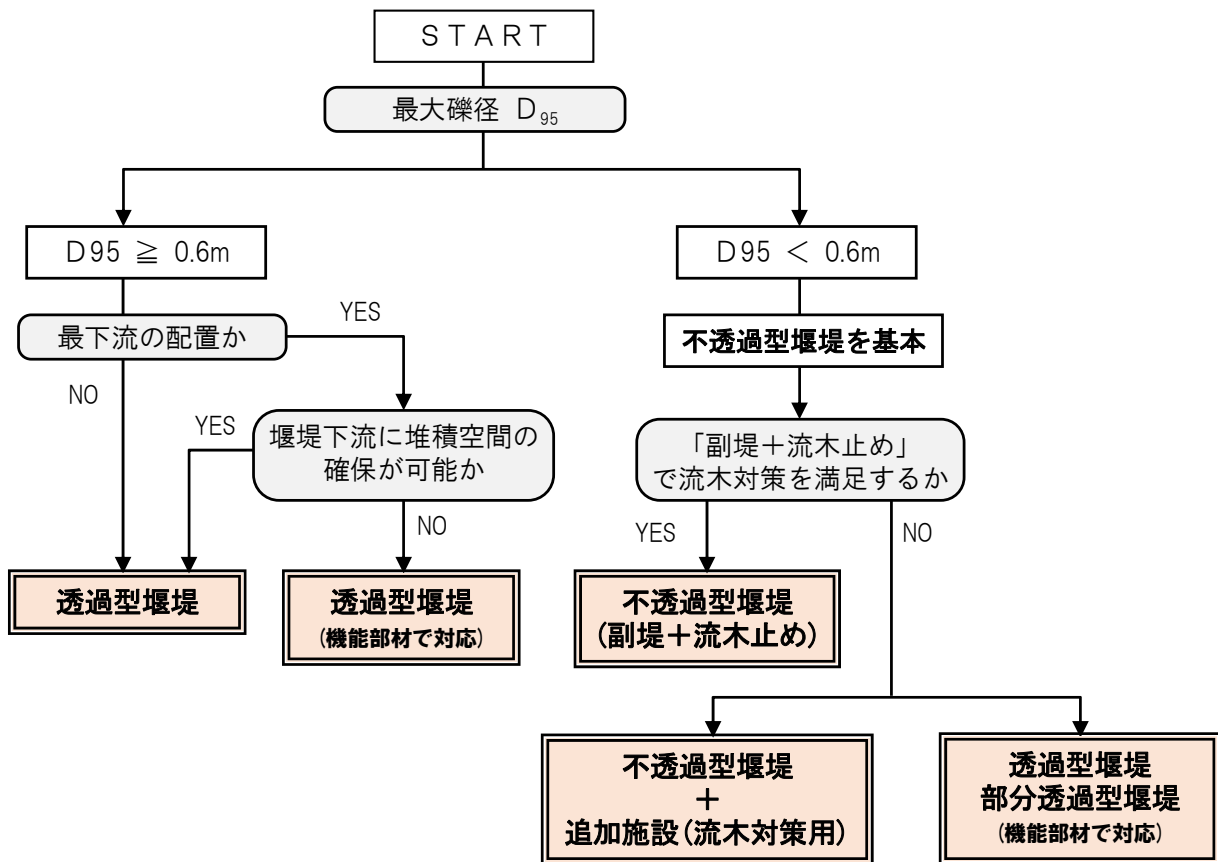 START
最大礫径 D95
D95 ≧ 0.6m
D95 < 0.6m
最下流の配置か
YES
不透過型堰堤を基本
NO
YES
堰堤下流に堆積空間の
確保が可能か
「副堤+流木止め」
で流木対策を満足するか
NO
YES
NO
透過型堰堤
透過型堰堤
(機能部材で対応)
不透過型堰堤
(副堤+流木止め)
不透過型堰堤
+
追加施設(流木対策用)
透過型堰堤
部分透過型堰堤
(機能部材で対応)